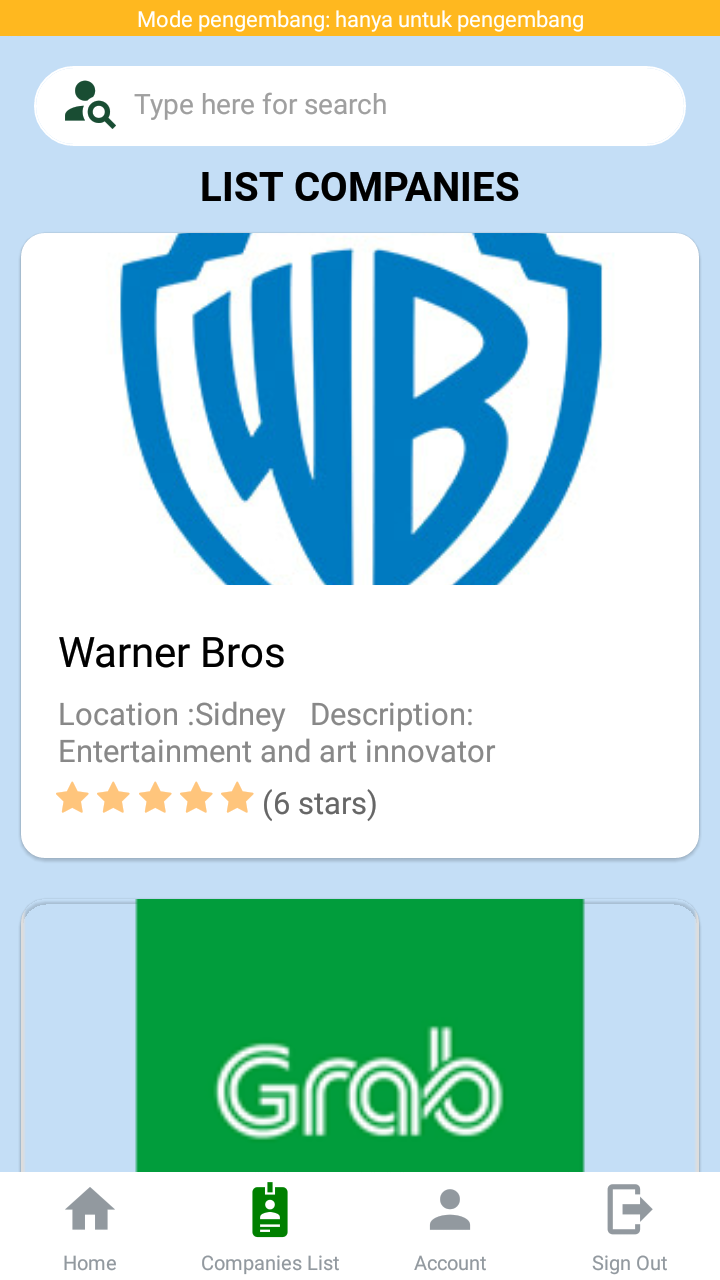 Mode pengembang: hanya untuk pengembang
Type here for search
LIST COMPANIES
WB
Warner Bros
Location :Sidney   Description:
Entertainment and art innovator
(6 stars)
Grab
Home
Companies List
Account
Sign Out